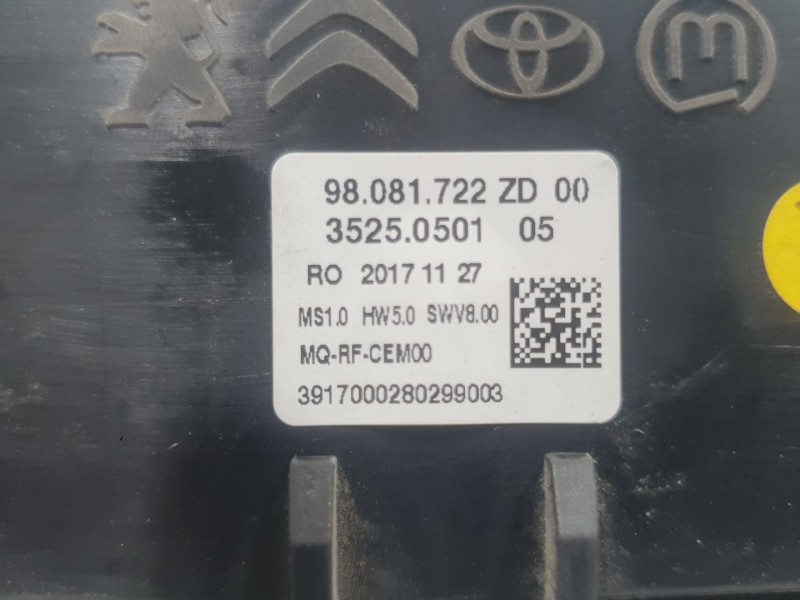 98.081.722 ZD 00
3525.0501 05
RO 2017 11 27
MS1.0 HW5.0 SWV8.00
MQ-RF-CEM00
3917000280299003